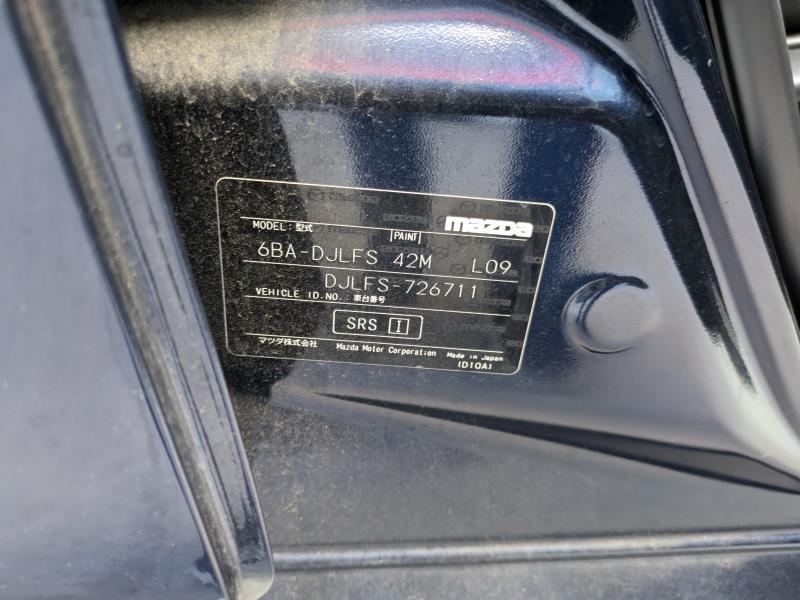 mazda
MODEL : 型式 PAINT
6BA-DJLFS 42M L09
DJLFS-726711
VEHICLE ID.NO.: 車台番号
SRS I
マツダ株式会社 Mazda Motor Corporation Made in Japan
(D10A)